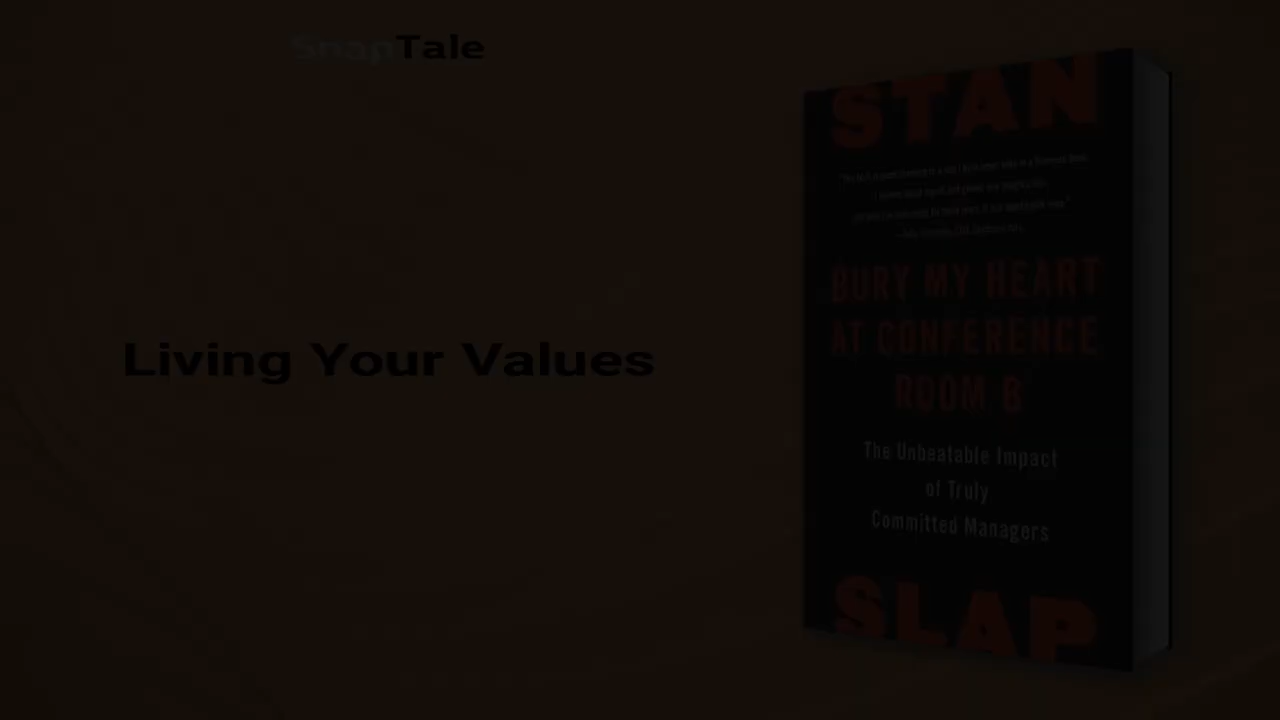 SnapTale
Living Your Values
STAN
BURY MY HEART
AT CONFERENCE
ROOM B
The Unbeatable Impact
of Truly
Committed Managers
SLAP